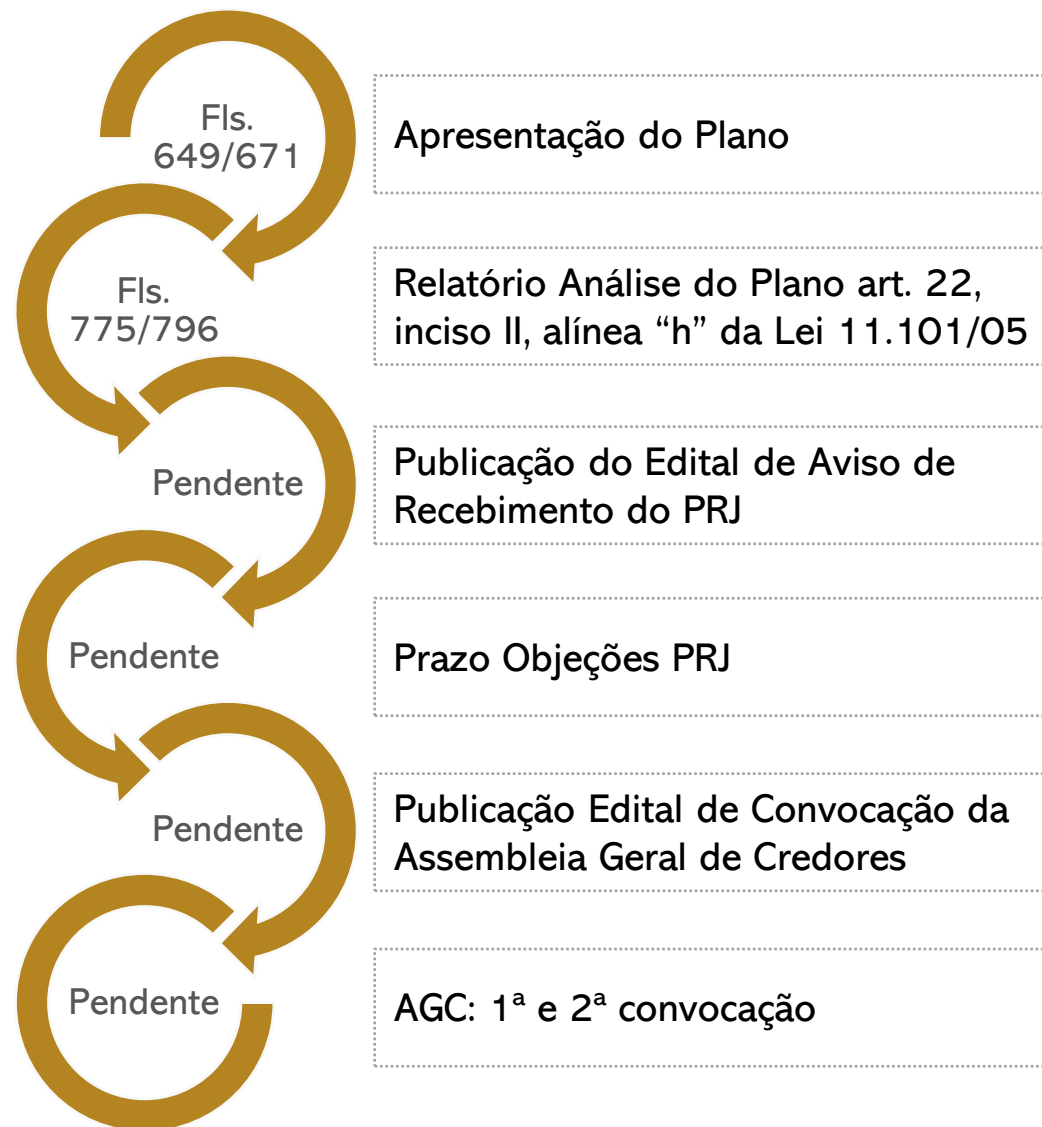 Fls.
649/671
Apresentação do Plano
Fls.
775/796
Relatório Análise do Plano art. 22,
inciso II, alínea “h” da Lei 11.101/05
Pendente
Publicação do Edital de Aviso de
Recebimento do PRJ
Pendente
Prazo Objeções PRJ
Pendente
Publicação Edital de Convocação da
Assembleia Geral de Credores
Pendente
AGC: 1ª e 2ª convocação